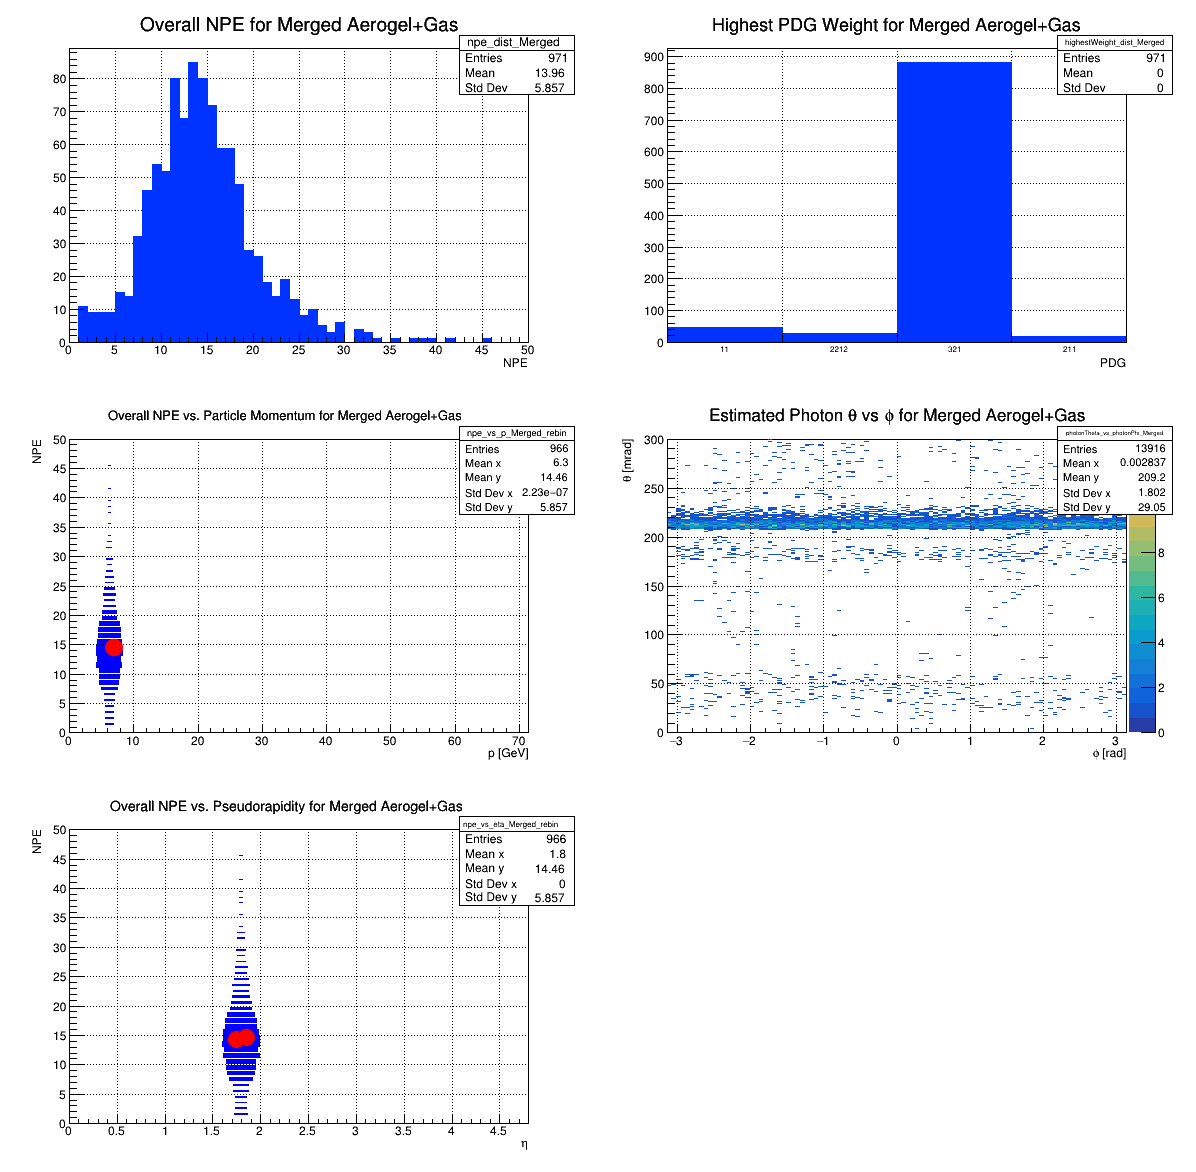 Overall NPE for Merged Aerogel+Gas
npe_dist_Merged
Entries 971
Mean 13.96
Std Dev 5.857
80
70
60
50
40
30
20
10
0
0 5 10 15 20 25 30 35 40 45 50
NPE
Highest PDG Weight for Merged Aerogel+Gas
highestWeight_dist_Merged
Entries 971
Mean 0
Std Dev 0
900
800
700
600
500
400
300
200
100
0
11 2212 321 211
PDG
Overall NPE vs. Particle Momentum for Merged Aerogel+Gas
npe_vs_p_Merged_rebin
Entries 966
Mean x 6.3
Mean y 14.46
Std Dev x 2.23e-07
Std Dev y 5.857
NPE
50
45
40
35
30
25
20
15
10
5
0
0 10 20 30 40 50 60 70
p [GeV]
Estimated Photon θ vs ϕ for Merged Aerogel+Gas
photonTheta_vs_photonPhi_Merged
Entries 13916
Mean x 0.002837
Mean y 209.2
Std Dev x 1.802
Std Dev y 29.05
θ [mrad]
300
250
200
150
100
50
0
−3 −2 −1 0 1 2 3
ϕ [rad]
8
6
4
2
0
Overall NPE vs. Pseudorapidity for Merged Aerogel+Gas
npe_vs_eta_Merged_rebin
Entries 966
Mean x 1.8
Mean y 14.46
Std Dev x 0
Std Dev y 5.857
NPE
50
45
40
35
30
25
20
15
10
5
0
0 0.5 1 1.5 2 2.5 3 3.5 4 4.5
η